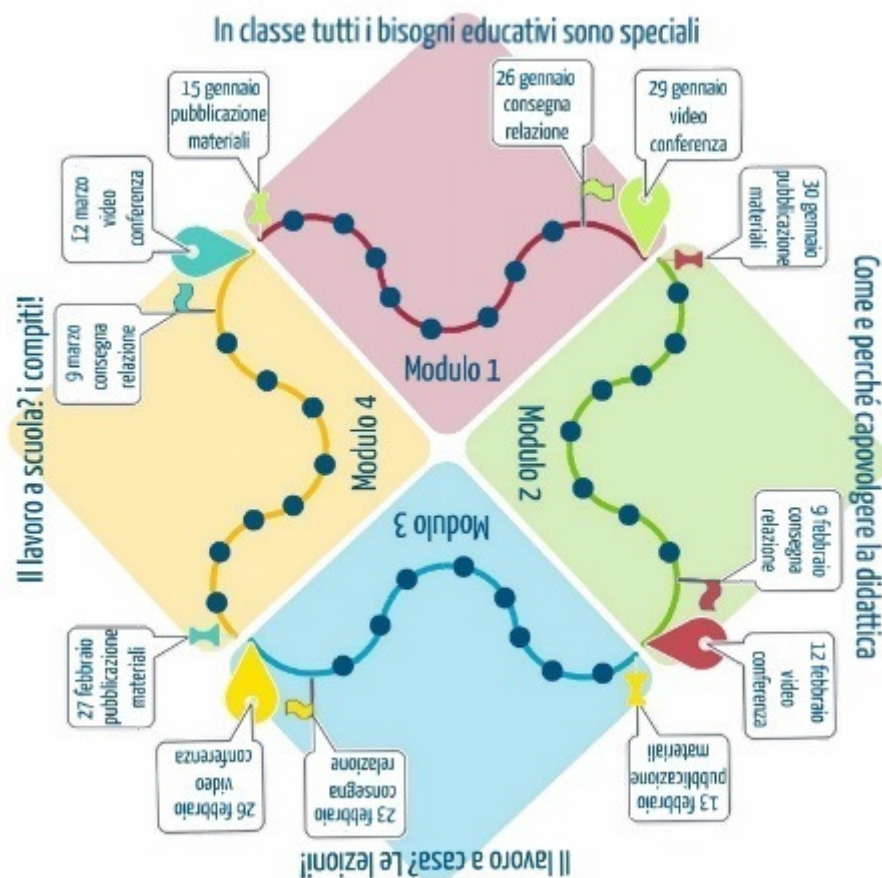 In classe tutti i bisogni educativi sono speciali
15 gennaio
pubblicazione
materiali
26 gennaio
consegna
relazione
29 gennaio
video
conferenza
Modulo 1
Come e perché capovolgere la didattica
30 gennaio
pubblicazione
materiali
9 febbraio
consegna
relazione
12 febbraio
video
conferenza
Modulo 2
Il lavoro a casa? Le lezioni!
13 febbraio
pubblicazione
materiali
23 febbraio
consegna
relazione
26 febbraio
video
conferenza
Modulo 3
Il lavoro a scuola? i compiti!
27 febbraio
pubblicazione
materiali
9 marzo
consegna
relazione
12 marzo
video
conferenza
Modulo 4